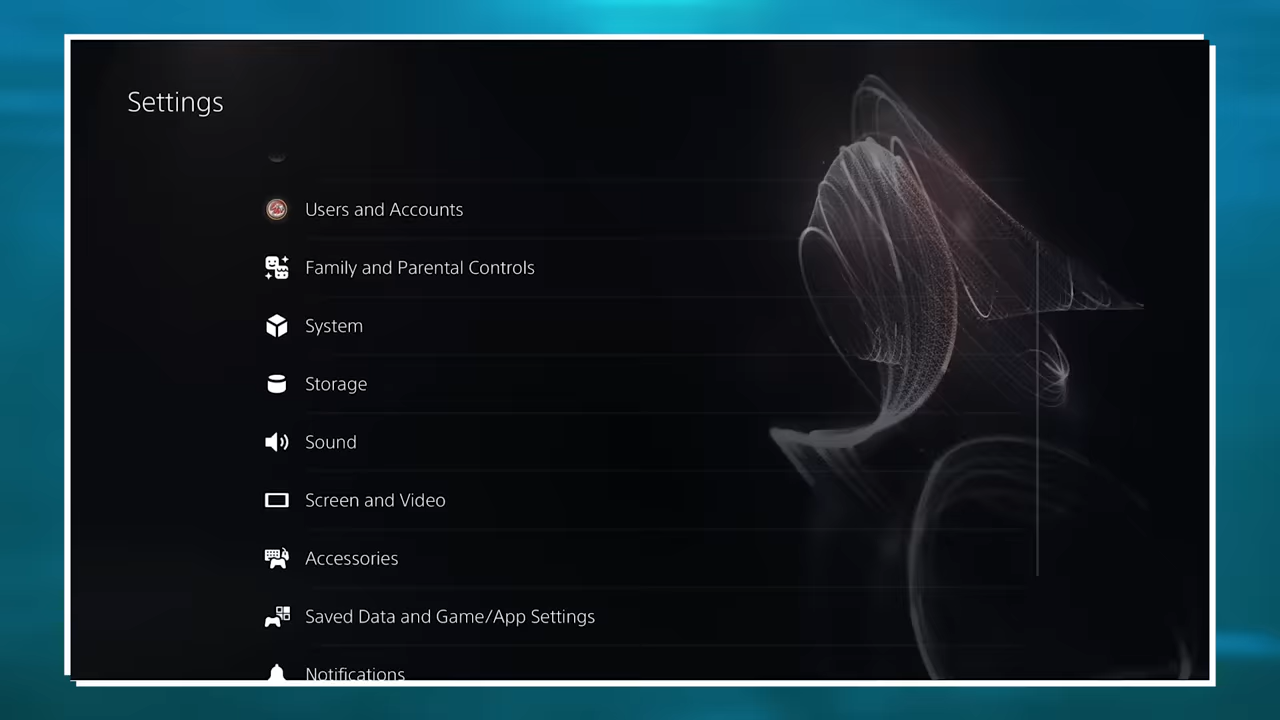 Settings
Users and Accounts
Family and Parental Controls
System
Storage
Sound
Screen and Video
Accessories
Saved Data and Game/App Settings
Notifications